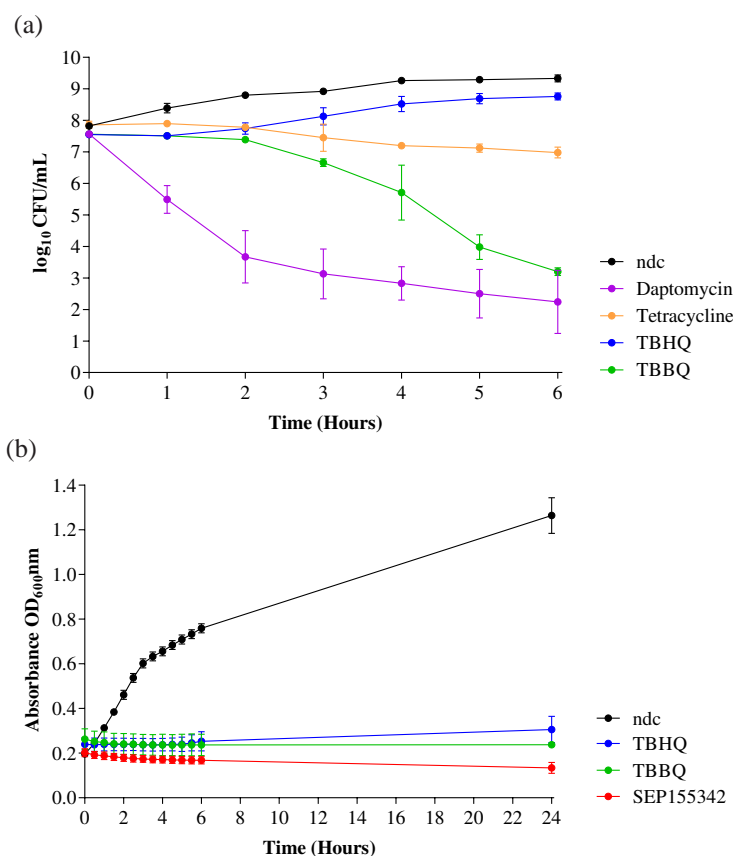 (a)
10
9
8
7
6
5
4
3
2
1
0
log₁₀ CFU/mL
0 1 2 3 4 5 6
Time (Hours)
ndc
Daptomycin
Tetracycline
TBHQ
TBBQ
(b)
1.4
1.2
1.0
0.8
0.6
0.4
0.2
0.0
Absorbance OD₆₀₀nm
0 2 4 6 8 10 12 14 16 18 20 22 24
Time (Hours)
ndc
TBHQ
TBBQ
SEP155342